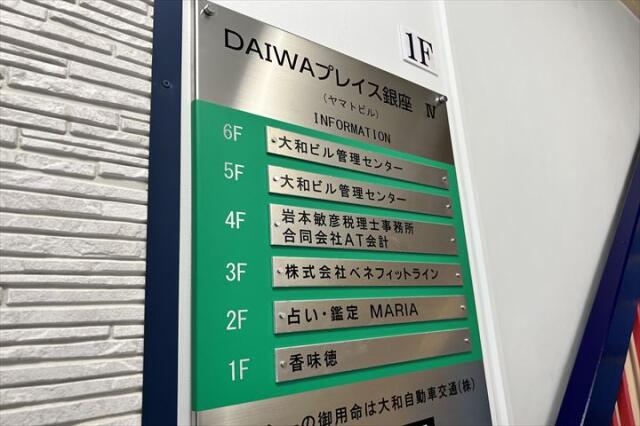 1F
DAIWAプレイス銀座 Ⅳ
(ヤマトビル)
INFORMATION
6F 大和ビル管理センター
5F 大和ビル管理センター
4F 岩本敏彦税理士事務所
合同会社AT会計
3F 株式会社ベネフィットライン
2F 占い・鑑定 MARIA
1F 香味徳
の御用命は大和自動車交通(株)